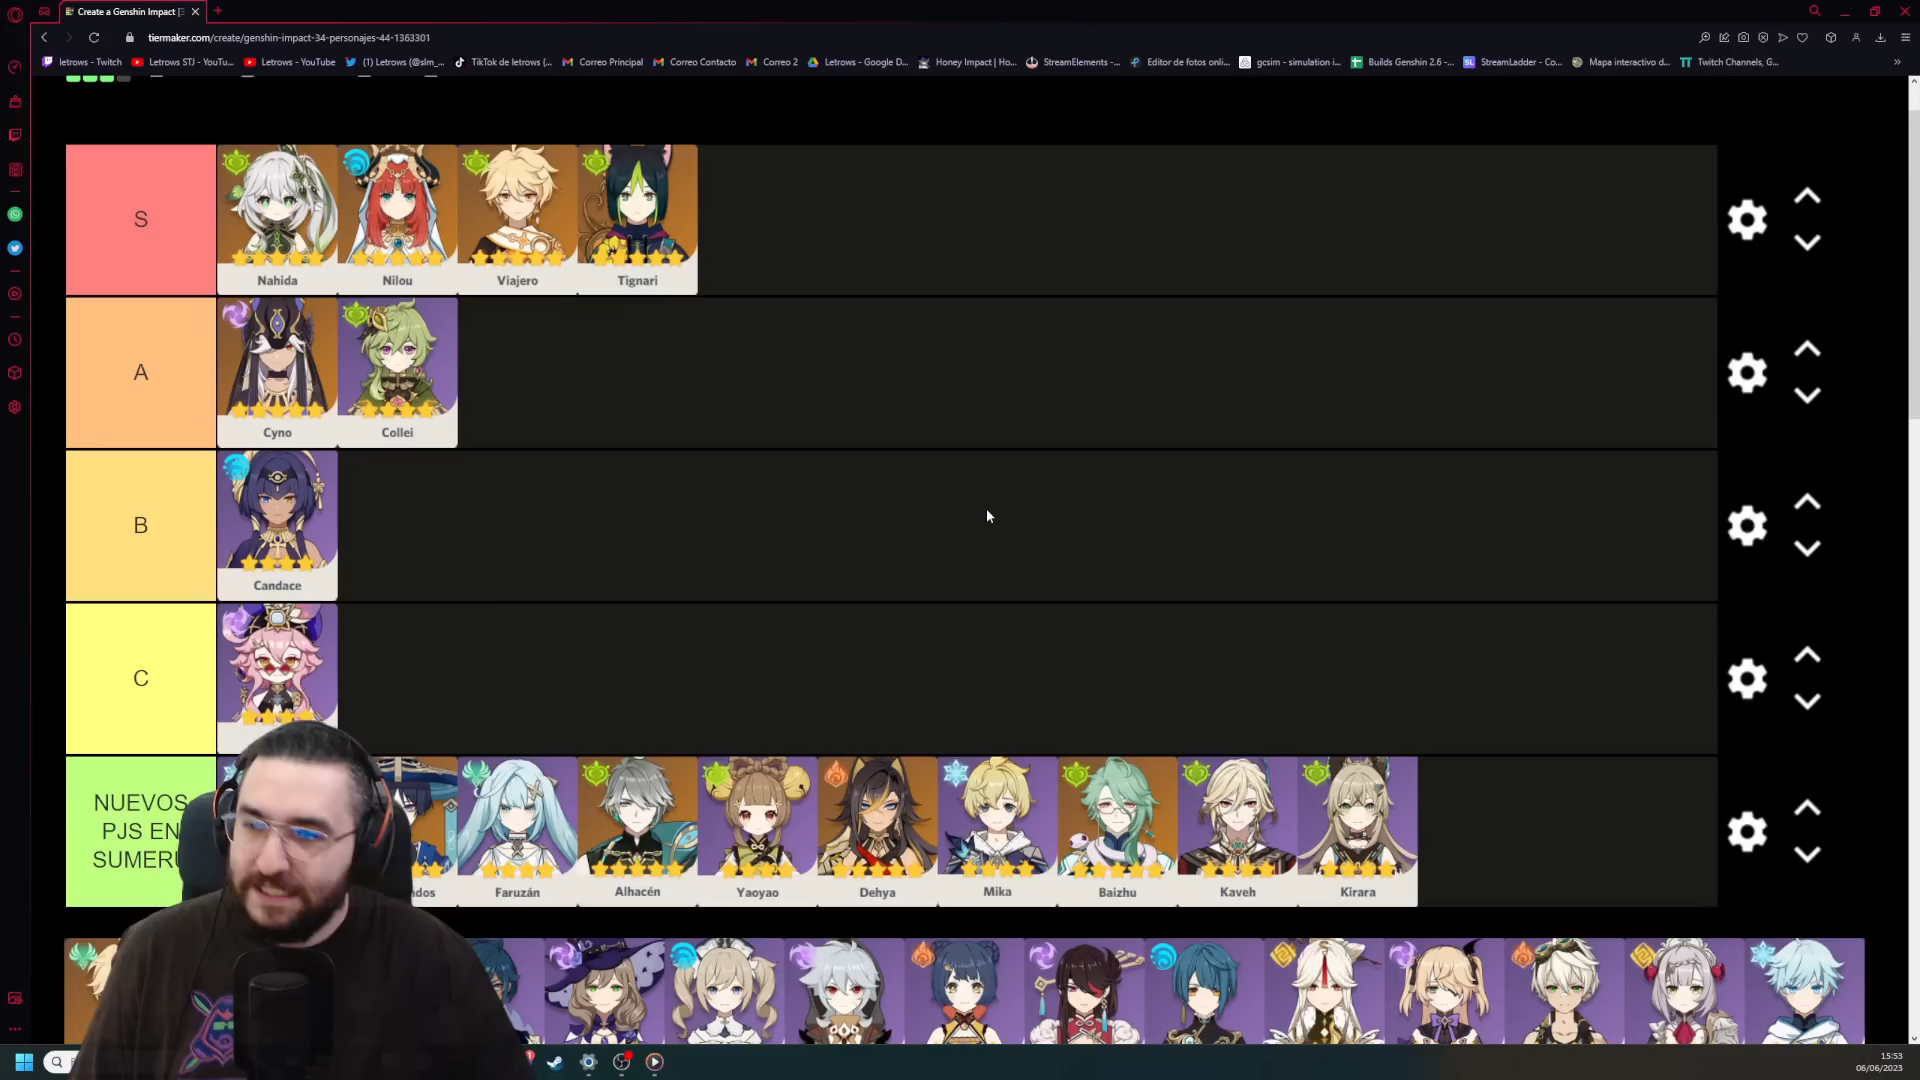 Create a Genshin Impact [
tiermaker.com/create/genshin-impact-34-personajes-44-1363301
letrows - Twitch
Letrows STJ - YouTu...
Letrows - YouTube
(1) Letrows (@slm_...
TikTok de letrows (...
Correo Principal
Correo Contacto
Correo 2
Letrows - Google D...
Honey Impact | Ho...
StreamElements -...
Editor de fotos onli...
gcsim - simulation i...
Builds Genshin 2.6 -...
StreamLadder - Co...
Mapa interactivo d...
Twitch Channels, G...
S
Nahida
Nilou
Viajero
Tignari
A
Cyno
Collei
B
Candace
C
NUEVOS
PJS EN
SUMERU
Faruzán
Alhacén
Yaoyao
Dehya
Mika
Baizhu
Kaveh
Kirara
15:53
06/06/2023